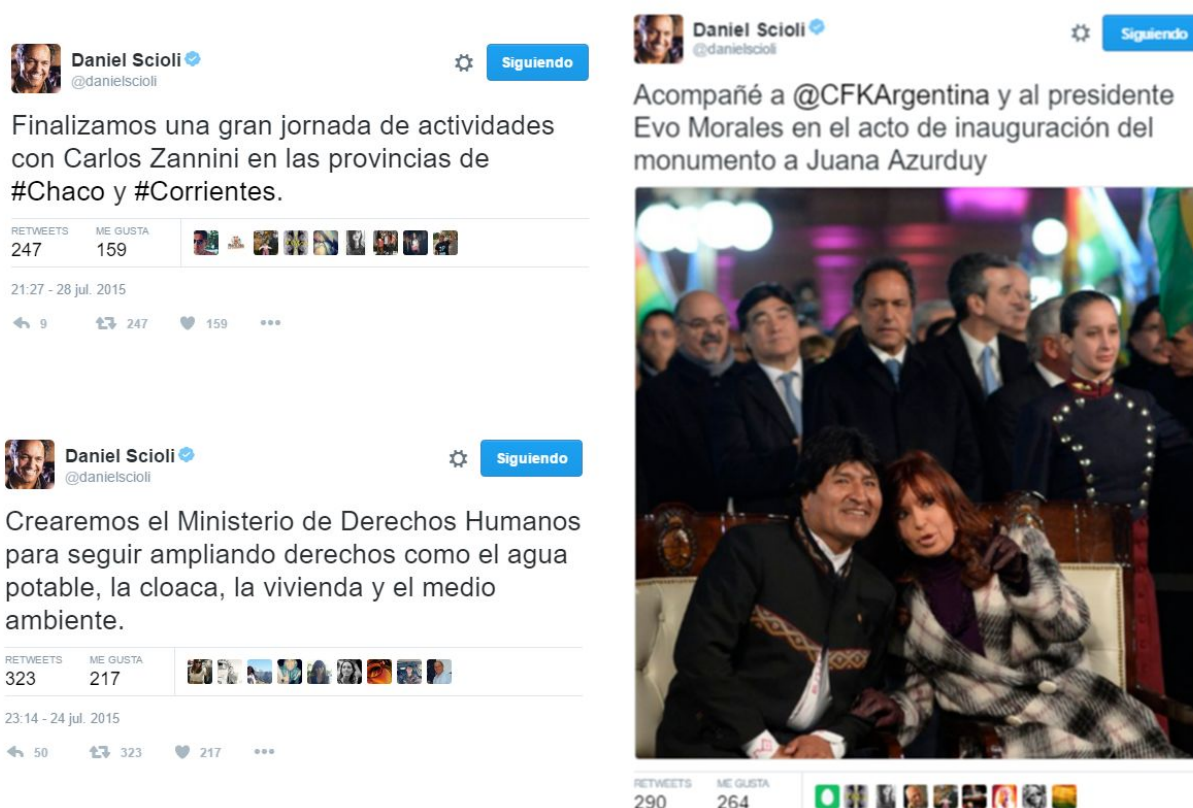 Daniel Scioli
@danielscioli
Siguiendo
Finalizamos una gran jornada de actividades
con Carlos Zannini en las provincias de
#Chaco y #Corrientes.
RETWEETS
247
ME GUSTA
159
21:27 - 28 jul. 2015
9
247
159
Daniel Scioli
@danielscioli
Siguiendo
Crearemos el Ministerio de Derechos Humanos
para seguir ampliando derechos como el agua
potable, la cloaca, la vivienda y el medio
ambiente.
RETWEETS
323
ME GUSTA
217
23:14 - 24 jul. 2015
50
323
217
Daniel Scioli
@danielscioli
Siguiendo
Acompañé a @CFKArgentina y al presidente
Evo Morales en el acto de inauguración del
monumento a Juana Azurduy
RETWEETS
290
ME GUSTA
264